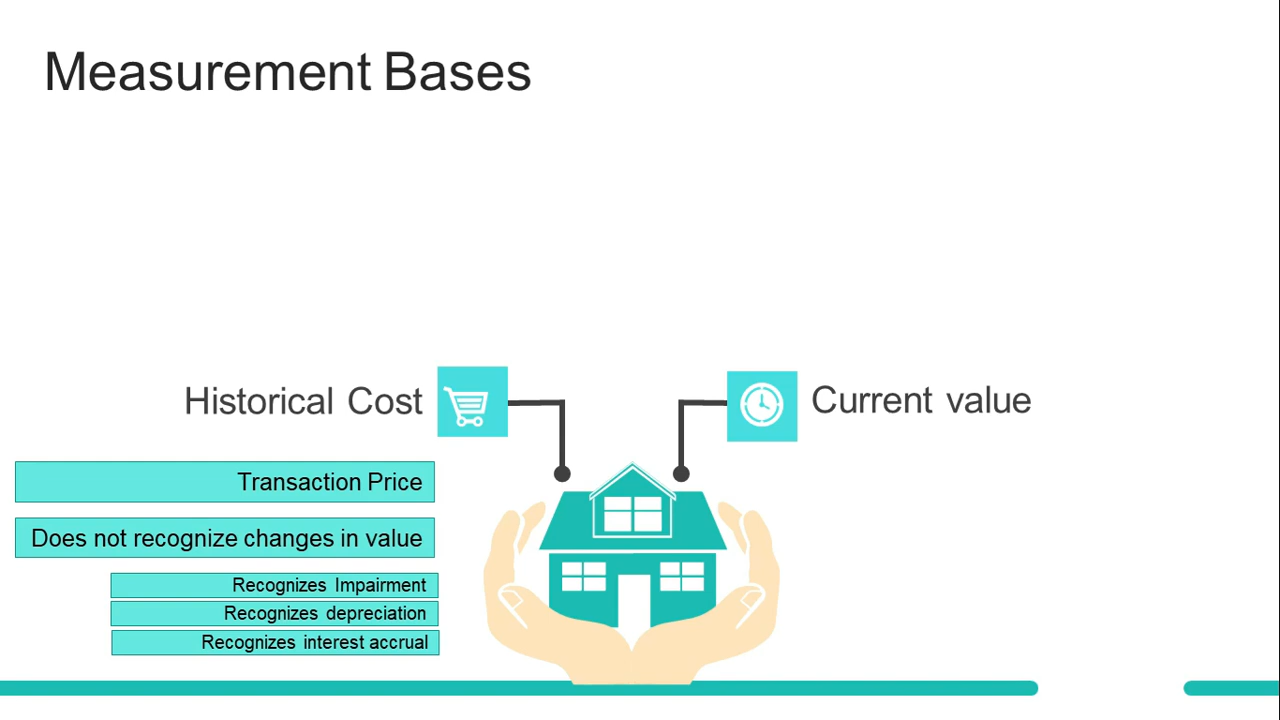 Measurement Bases
Historical Cost
Current value
Transaction Price
Does not recognize changes in value
Recognizes Impairment
Recognizes depreciation
Recognizes interest accrual